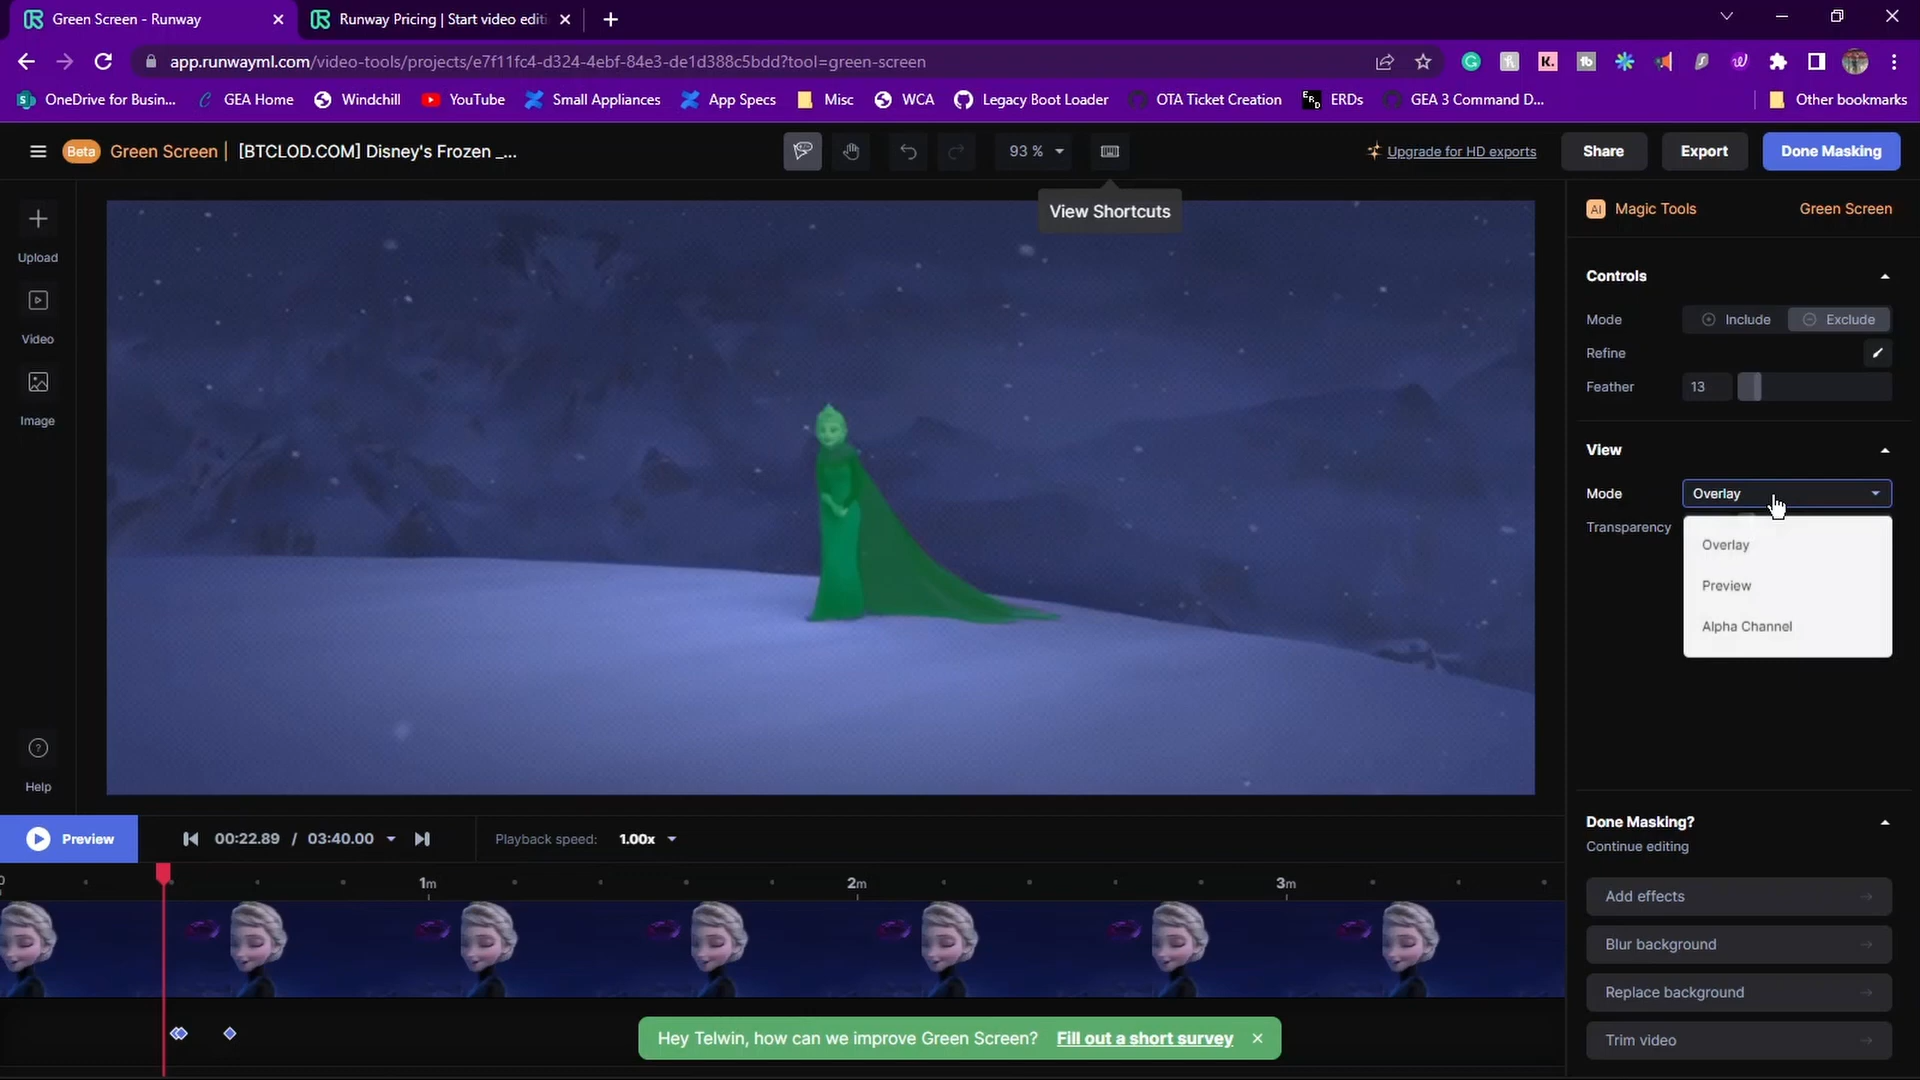 Green Screen - Runway
Runway Pricing | Start video editi
app.runwayml.com/video-tools/projects/e7f11fc4-d324-4ebf-84e3-de1d388c5bdd?tool=green-screen
OneDrive for Busin...
GEA Home
Windchill
YouTube
Small Appliances
App Specs
Misc
WCA
Legacy Boot Loader
OTA Ticket Creation
ERDs
GEA 3 Command D...
Other bookmarks
Beta Green Screen | [BTCLOD.COM] Disney's Frozen _...
93 %
Upgrade for HD exports
Share
Export
Done Masking
View Shortcuts
Upload
Video
Image
Help
AI Magic Tools
Green Screen
Controls
Mode
Include
Exclude
Refine
Feather
13
View
Mode
Overlay
Transparency
Overlay
Preview
Alpha Channel
Done Masking?
Continue editing
Add effects
Blur background
Replace background
Trim video
Preview
00:22.89 / 03:40.00
Playback speed: 1.00x
0
1m
2m
3m
Hey Telwin, how can we improve Green Screen? Fill out a short survey